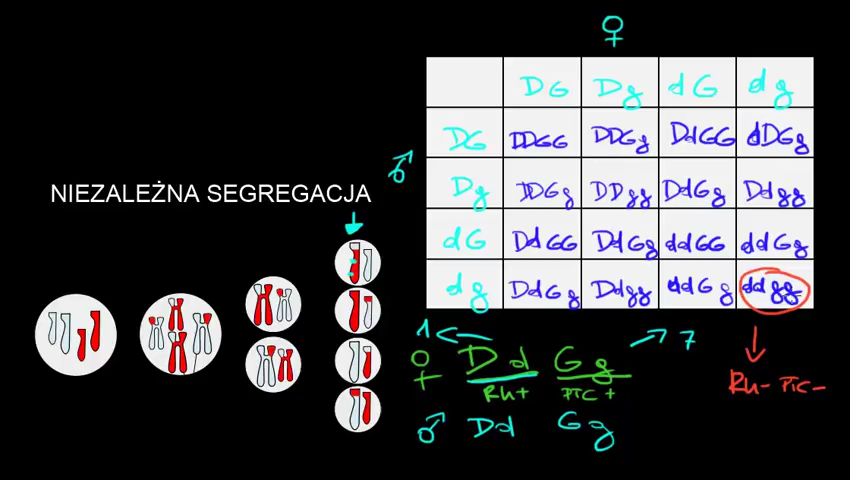 ♀
DG Dg dG dg
♂
DG DDGG DDGg DdGG dDGg
NIEZALEŻNA SEGREGACJA
Dg DDGg DDgg DdGg Ddgg
dG DdGG DdGg ddGG ddGg
dg DdGg Ddgg ddGg ddgg
1 7
♀ Dd Gg
Rh+ PTC+
Rh- PTC-
♂ Dd Gg